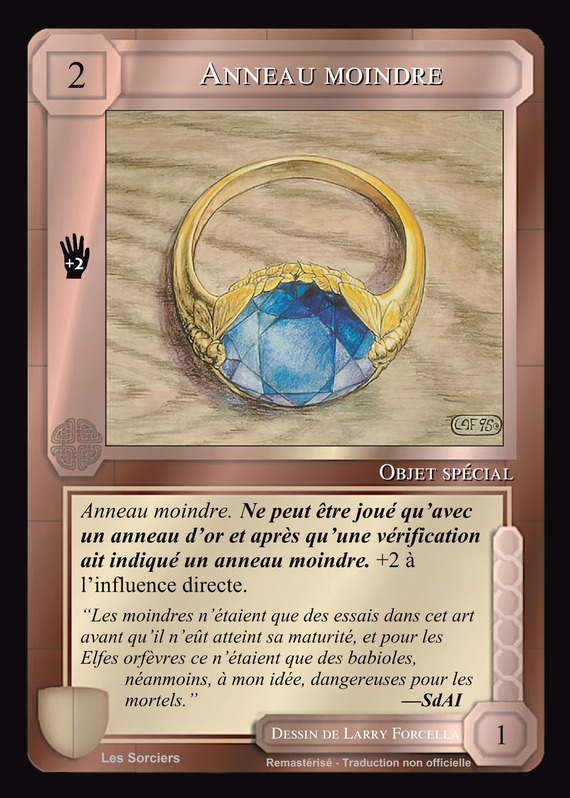 2
ANNEAU MOINDRE
+2
LAF 95©
OBJET SPÉCIAL
Anneau moindre. Ne peut être joué qu’avec
un anneau d’or et après qu’une vérification
ait indiqué un anneau moindre. +2 à
l’influence directe.
“Les moindres n’étaient que des essais dans cet art
avant qu’il n’eût atteint sa maturité, et pour les
Elfes orfèvres ce n’étaient que des babioles,
néanmoins, à mon idée, dangereuses pour les
mortels.” —SdAI
DESSIN DE LARRY FORCELLA
1
Les Sorciers
Remastérisé - Traduction non officielle